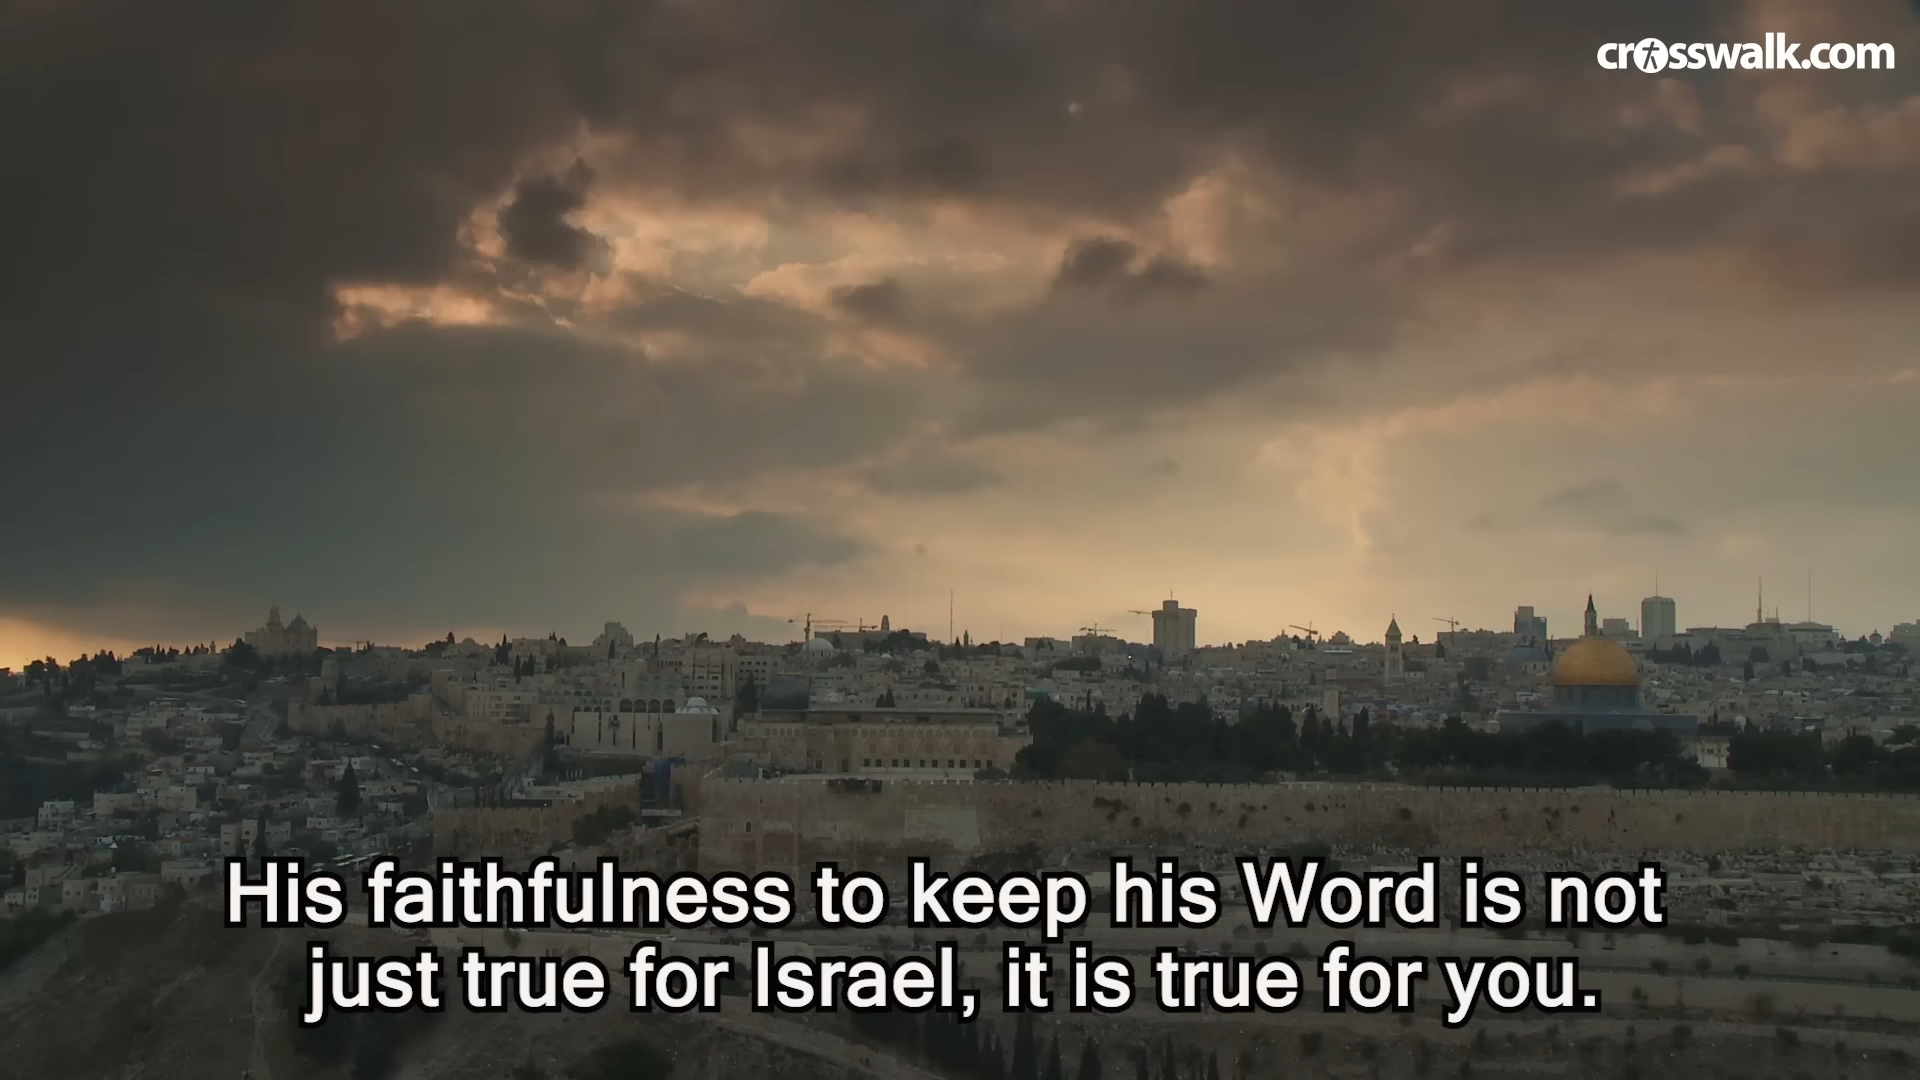 crosswalk.com
His faithfulness to keep his Word is not
just true for Israel, it is true for you.